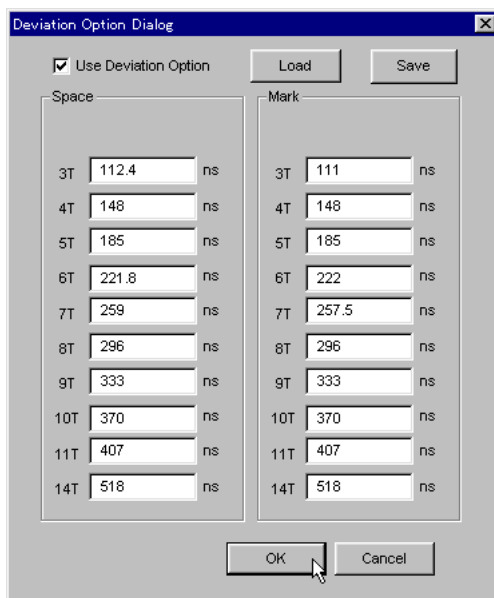 Deviation Option Dialog
Use Deviation Option Load Save
Space Mark
3T 112.4 ns 3T 111 ns
4T 148 ns 4T 148 ns
5T 185 ns 5T 185 ns
6T 221.8 ns 6T 222 ns
7T 259 ns 7T 257.5 ns
8T 296 ns 8T 296 ns
9T 333 ns 9T 333 ns
10T 370 ns 10T 370 ns
11T 407 ns 11T 407 ns
14T 518 ns 14T 518 ns
OK Cancel